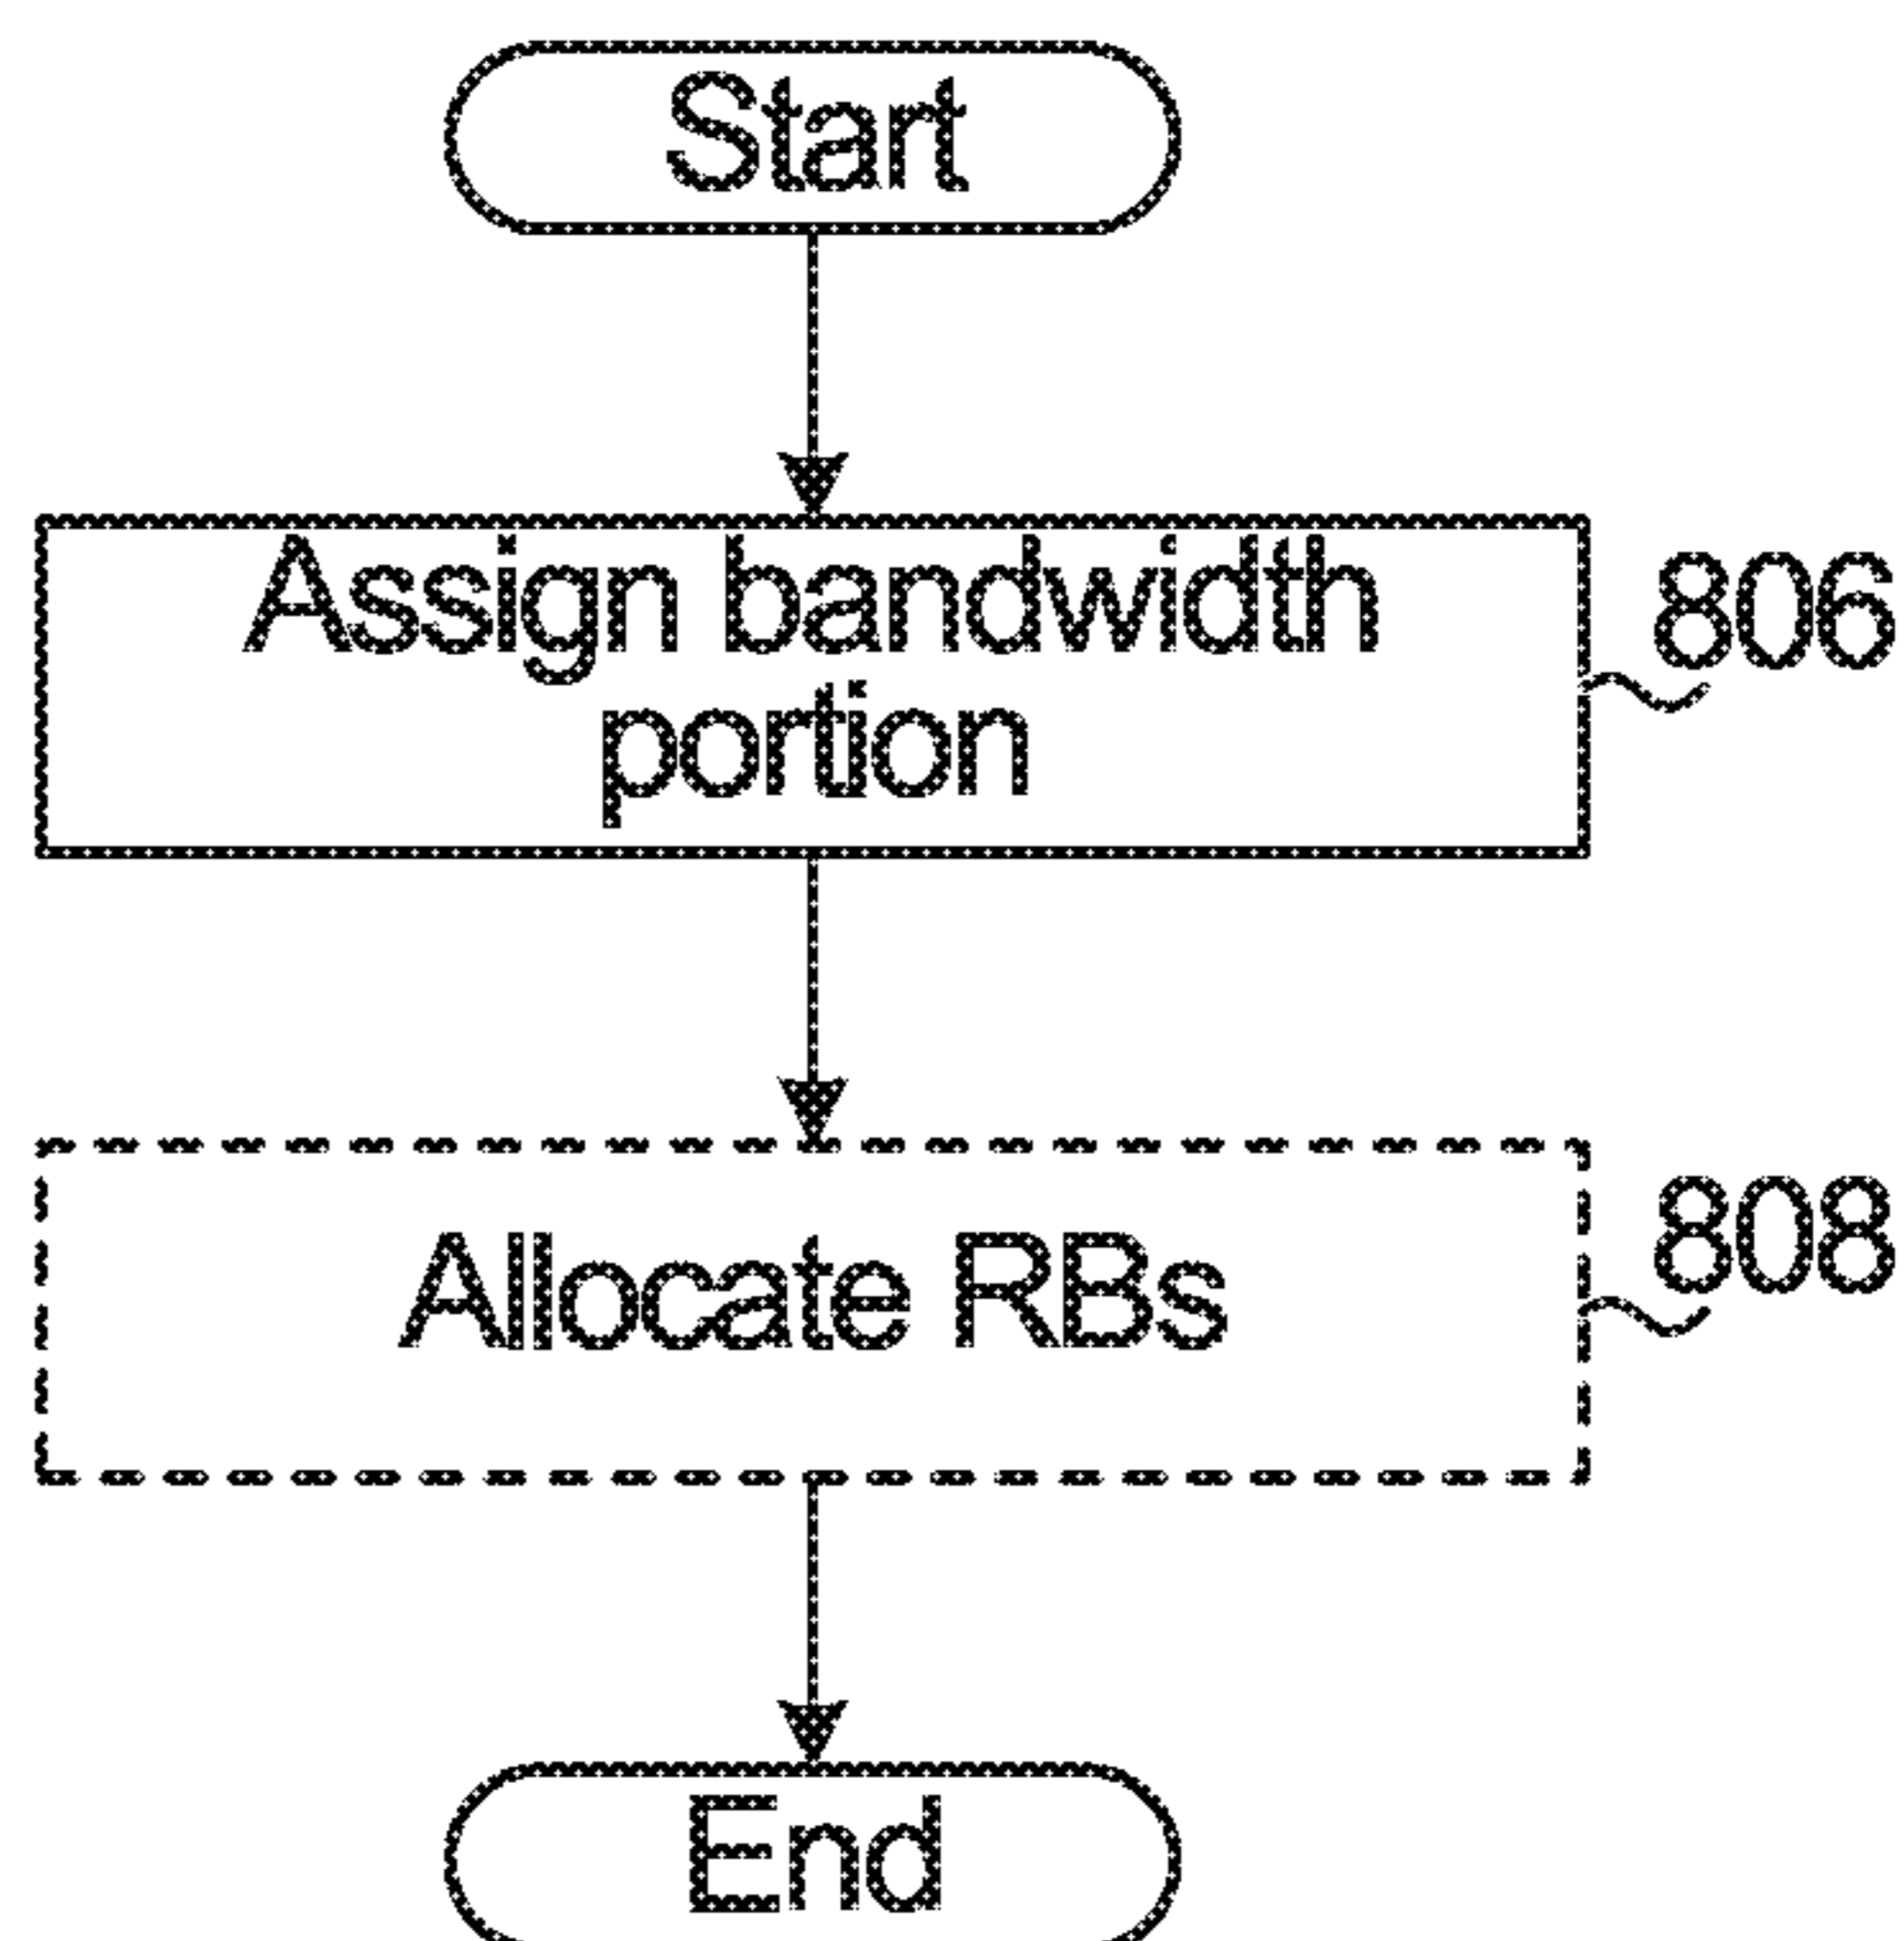 Start
Assign bandwidth
portion
806
Allocate RBs
808
End